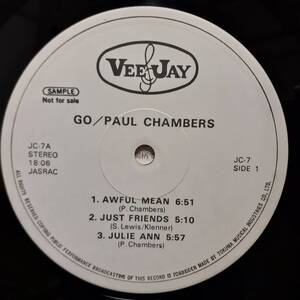 VEE JAY
SAMPLE
Not for sale
GO/PAUL CHAMBERS
JC-7A
STEREO
18:06
JASRAC
JC-7
SIDE 1
1. AWFUL MEAN 6:51
(P. Chambers)
2. JUST FRIENDS 5:10
(S. Lewis/Klenner)
3. JULIE ANN 5:57
(P. Chambers)
ALL RIGHTS RESERVED COPYING PUBLIC PERFORMANCE BROADCASTING OF THIS RECORD IS FORBIDDEN MADE BY TOKUMA MUSICAL INDUSTRIES CO., LTD.